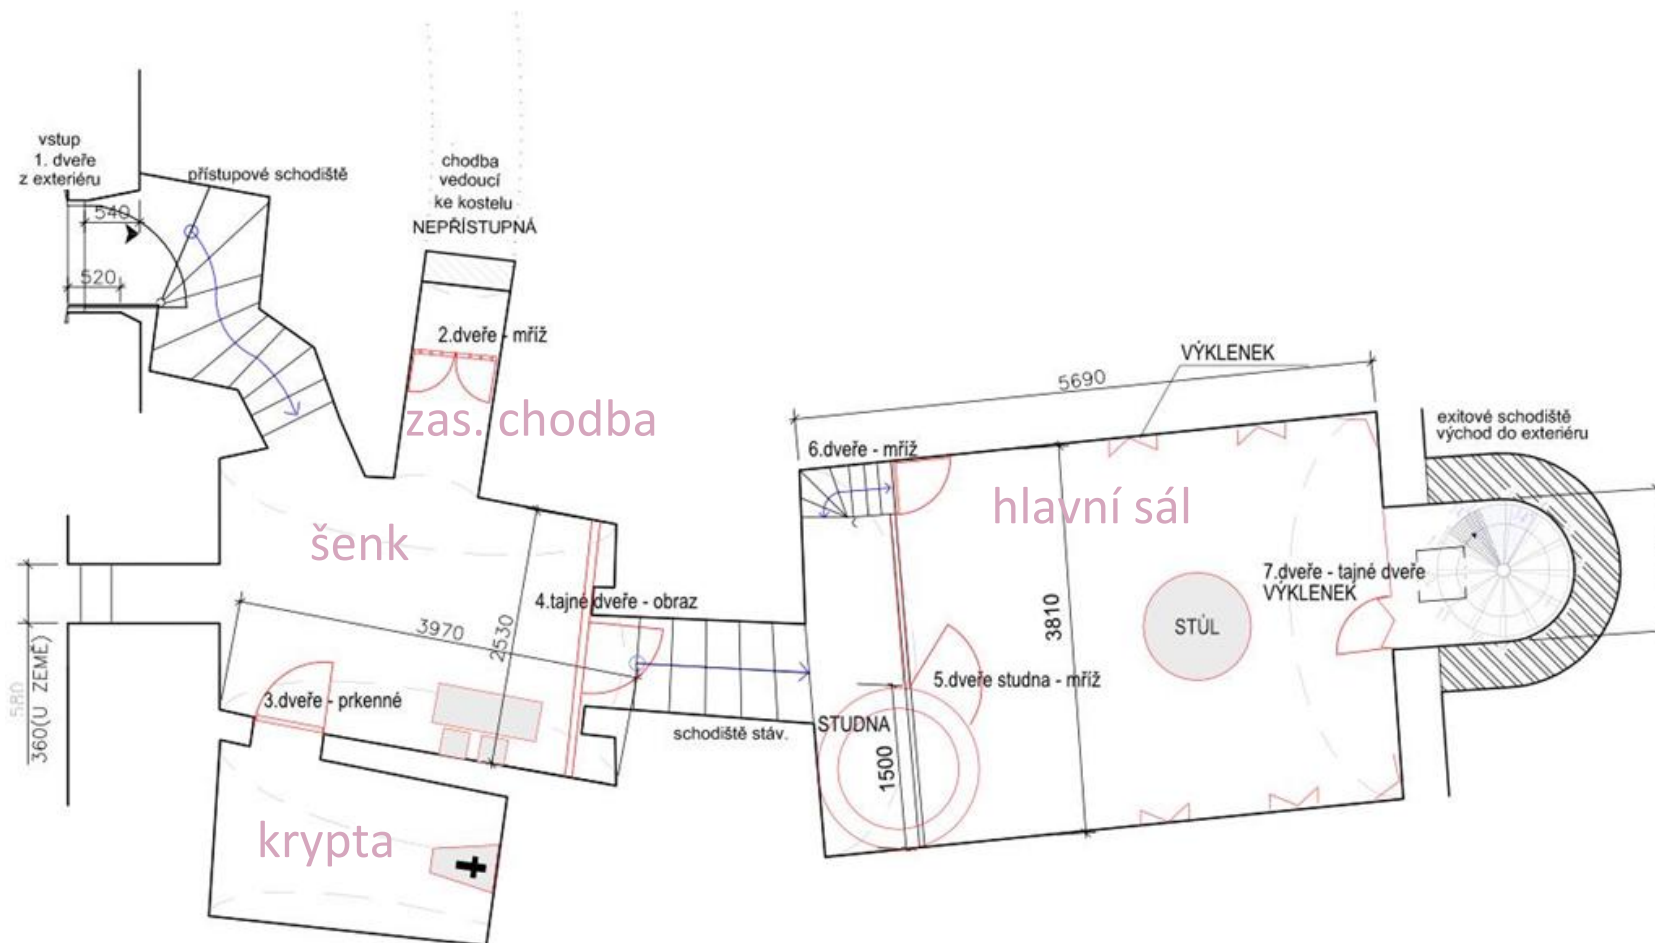 vstup
1. dveře
z exteriéru
přístupové schodiště
540
520
chodba
vedoucí
ke kostelu
NEPŘÍSTUPNÁ
2.dveře - mříž
zas. chodba
šenk
VÝKLENEK
5690
6.dveře - mříž
exitové schodiště
východ do exteriéru
hlavní sál
4.tajné dveře - obraz
3970
2530
3810
7.dveře - tajné dveře
VÝKLENEK
STŮL
580
360(U ZEMĚ)
3.dveře - prkenné
5.dveře studna - mříž
schodiště stáv.
STUDNA
1500
krypta